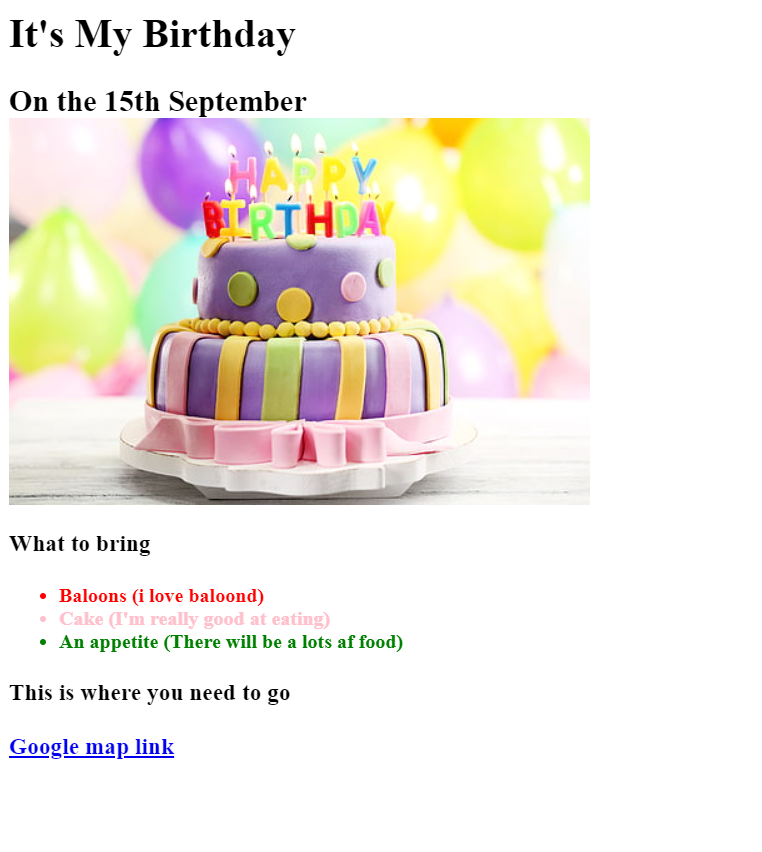 It's My Birthday
On the 15th September
HAPPY
BIRTHDAY
What to bring
Baloons (i love baloond)
Cake (I'm really good at eating)
An appetite (There will be a lots af food)
This is where you need to go
Google map link